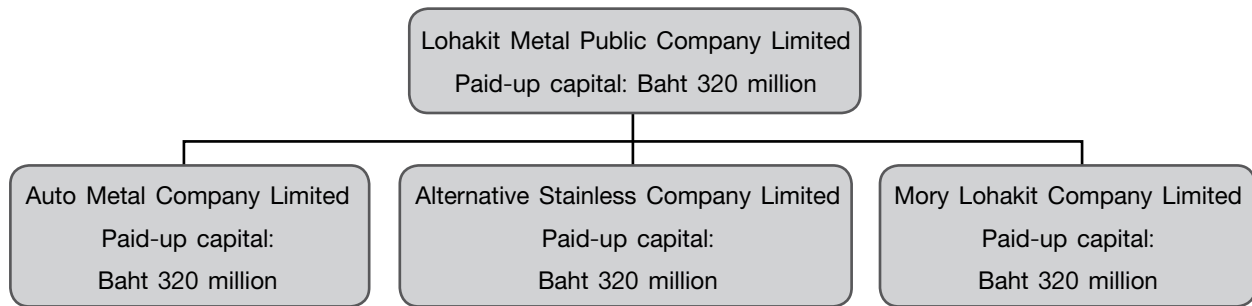 Lohakit Metal Public Company Limited
Paid-up capital: Baht 320 million
Auto Metal Company Limited
Paid-up capital:
Baht 320 million
Alternative Stainless Company Limited
Paid-up capital:
Baht 320 million
Mory Lohakit Company Limited
Paid-up capital:
Baht 320 million